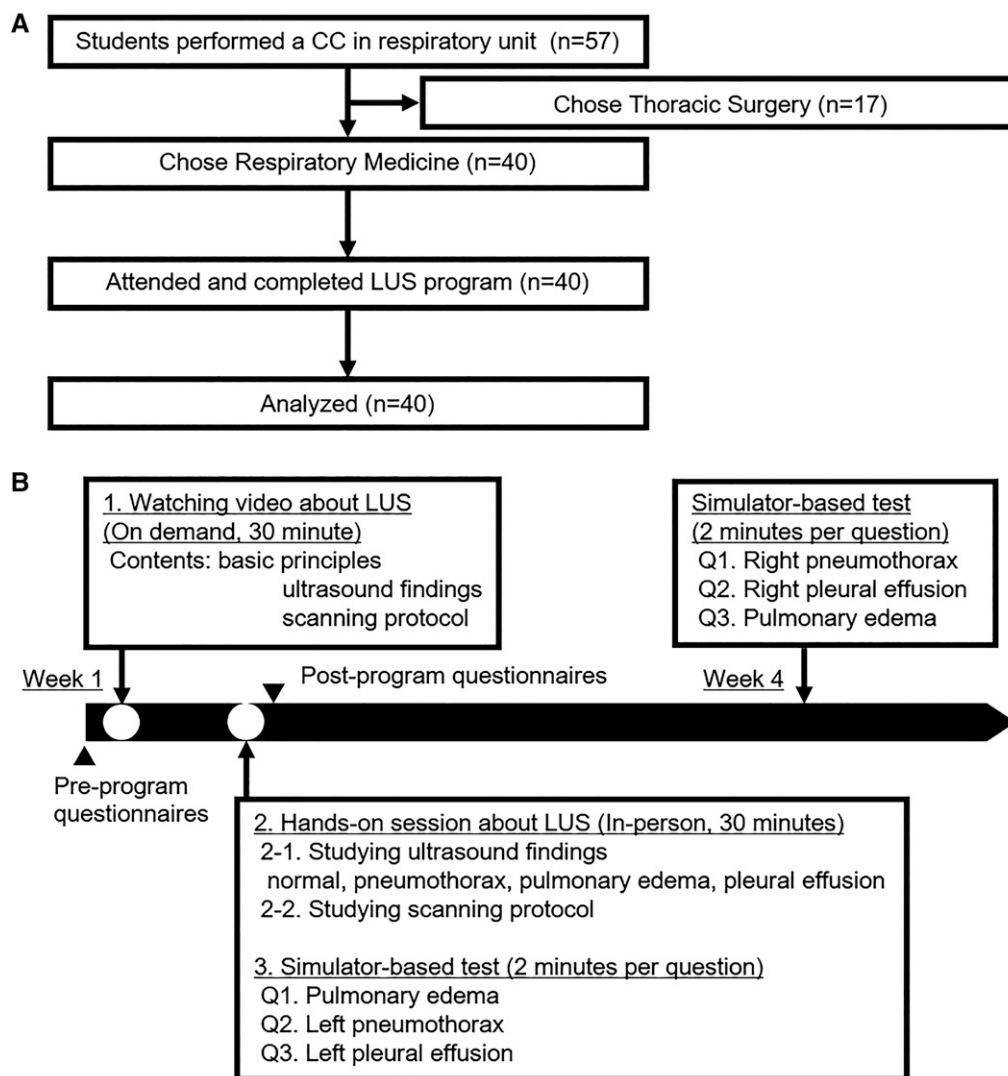 A
Students performed a CC in respiratory unit (n=57)
Chose Thoracic Surgery (n=17)
Chose Respiratory Medicine (n=40)
Attended and completed LUS program (n=40)
Analyzed (n=40)
B
1. Watching video about LUS
(On demand, 30 minute)
Contents: basic principles
ultrasound findings
scanning protocol
Simulator-based test
(2 minutes per question)
Q1. Right pneumothorax
Q2. Right pleural effusion
Q3. Pulmonary edema
Week 1
Post-program questionnaires
Week 4
Pre-program
questionnaires
2. Hands-on session about LUS (In-person, 30 minutes)
2-1. Studying ultrasound findings
normal, pneumothorax, pulmonary edema, pleural effusion
2-2. Studying scanning protocol
3. Simulator-based test (2 minutes per question)
Q1. Pulmonary edema
Q2. Left pneumothorax
Q3. Left pleural effusion